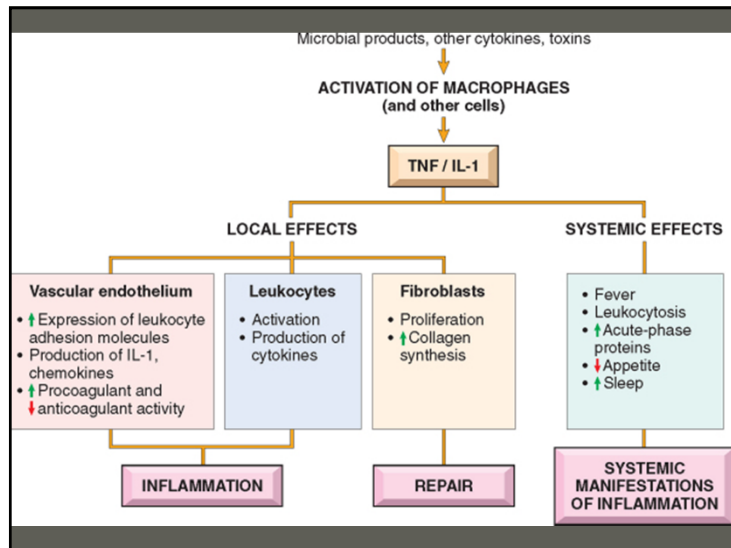 Microbial products, other cytokines, toxins
ACTIVATION OF MACROPHAGES
(and other cells)
TNF / IL-1
LOCAL EFFECTS
SYSTEMIC EFFECTS
Vascular endothelium
• ↑ Expression of leukocyte
adhesion molecules
• Production of IL-1,
chemokines
• ↑ Procoagulant and
↓ anticoagulant activity
Leukocytes
• Activation
• Production of
cytokines
Fibroblasts
• Proliferation
• ↑ Collagen
synthesis
• Fever
• Leukocytosis
• ↑ Acute-phase
proteins
• ↓ Appetite
• ↑ Sleep
INFLAMMATION
REPAIR
SYSTEMIC
MANIFESTATIONS
OF INFLAMMATION